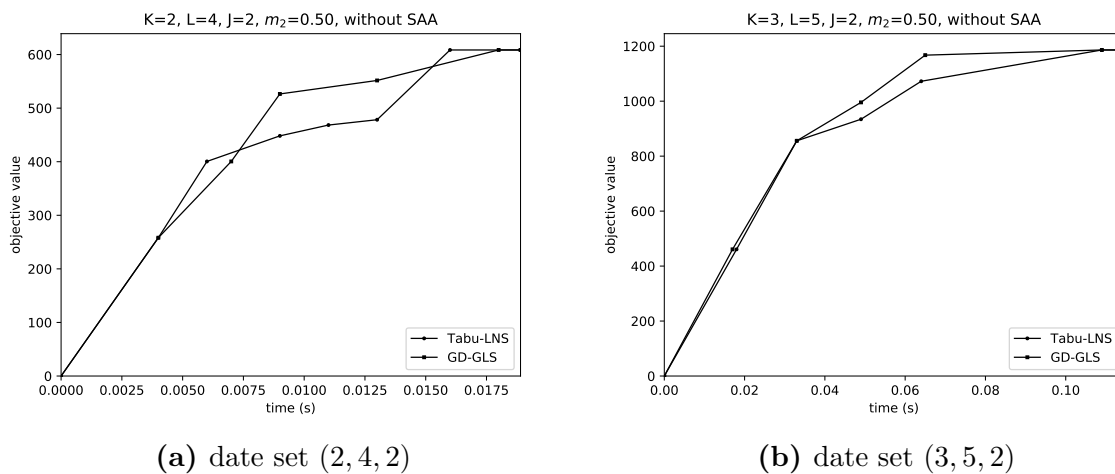 K=2, L=4, J=2, m₂=0.50, without SAA
600
500
400
300
200
100
0
objective value
0.0000 0.0025 0.0050 0.0075 0.0100 0.0125 0.0150 0.0175
time (s)
Tabu-LNS
GD-GLS
(a) date set (2, 4, 2)
K=3, L=5, J=2, m₂=0.50, without SAA
1200
1000
800
600
400
200
0
objective value
0.00 0.02 0.04 0.06 0.08 0.10
time (s)
Tabu-LNS
GD-GLS
(b) date set (3, 5, 2)